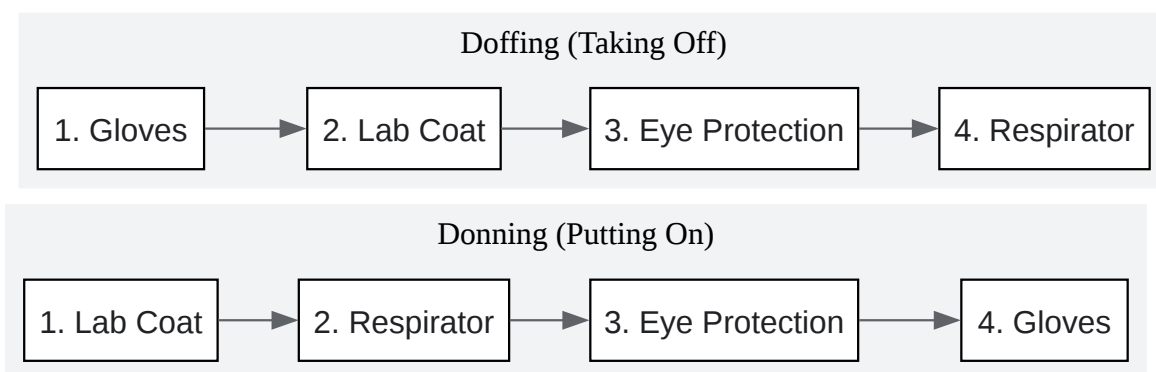 Doffing (Taking Off)
1. Gloves
2. Lab Coat
3. Eye Protection
4. Respirator
Donning (Putting On)
1. Lab Coat
2. Respirator
3. Eye Protection
4. Gloves